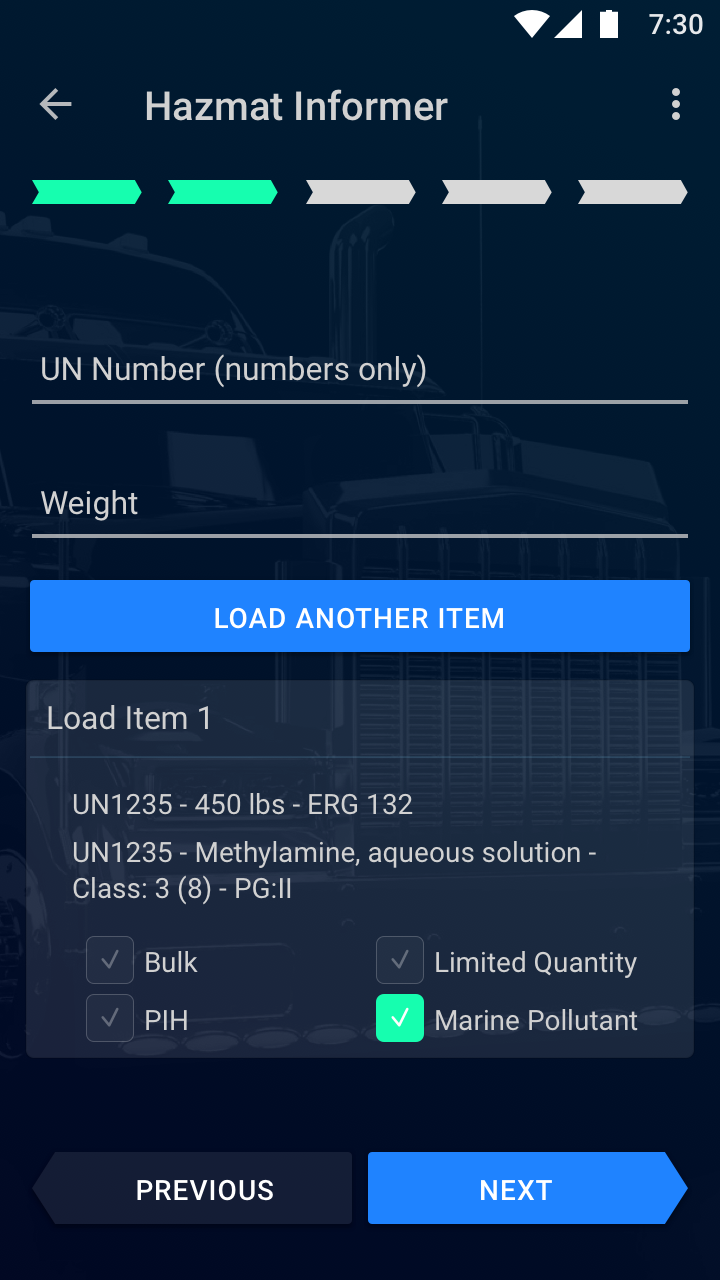 7:30
Hazmat Informer
UN Number (numbers only)
Weight
LOAD ANOTHER ITEM
Load Item 1
UN1235 - 450 lbs - ERG 132
UN1235 - Methylamine, aqueous solution -
Class: 3 (8) - PG:II
Bulk
Limited Quantity
PIH
Marine Pollutant
PREVIOUS
NEXT